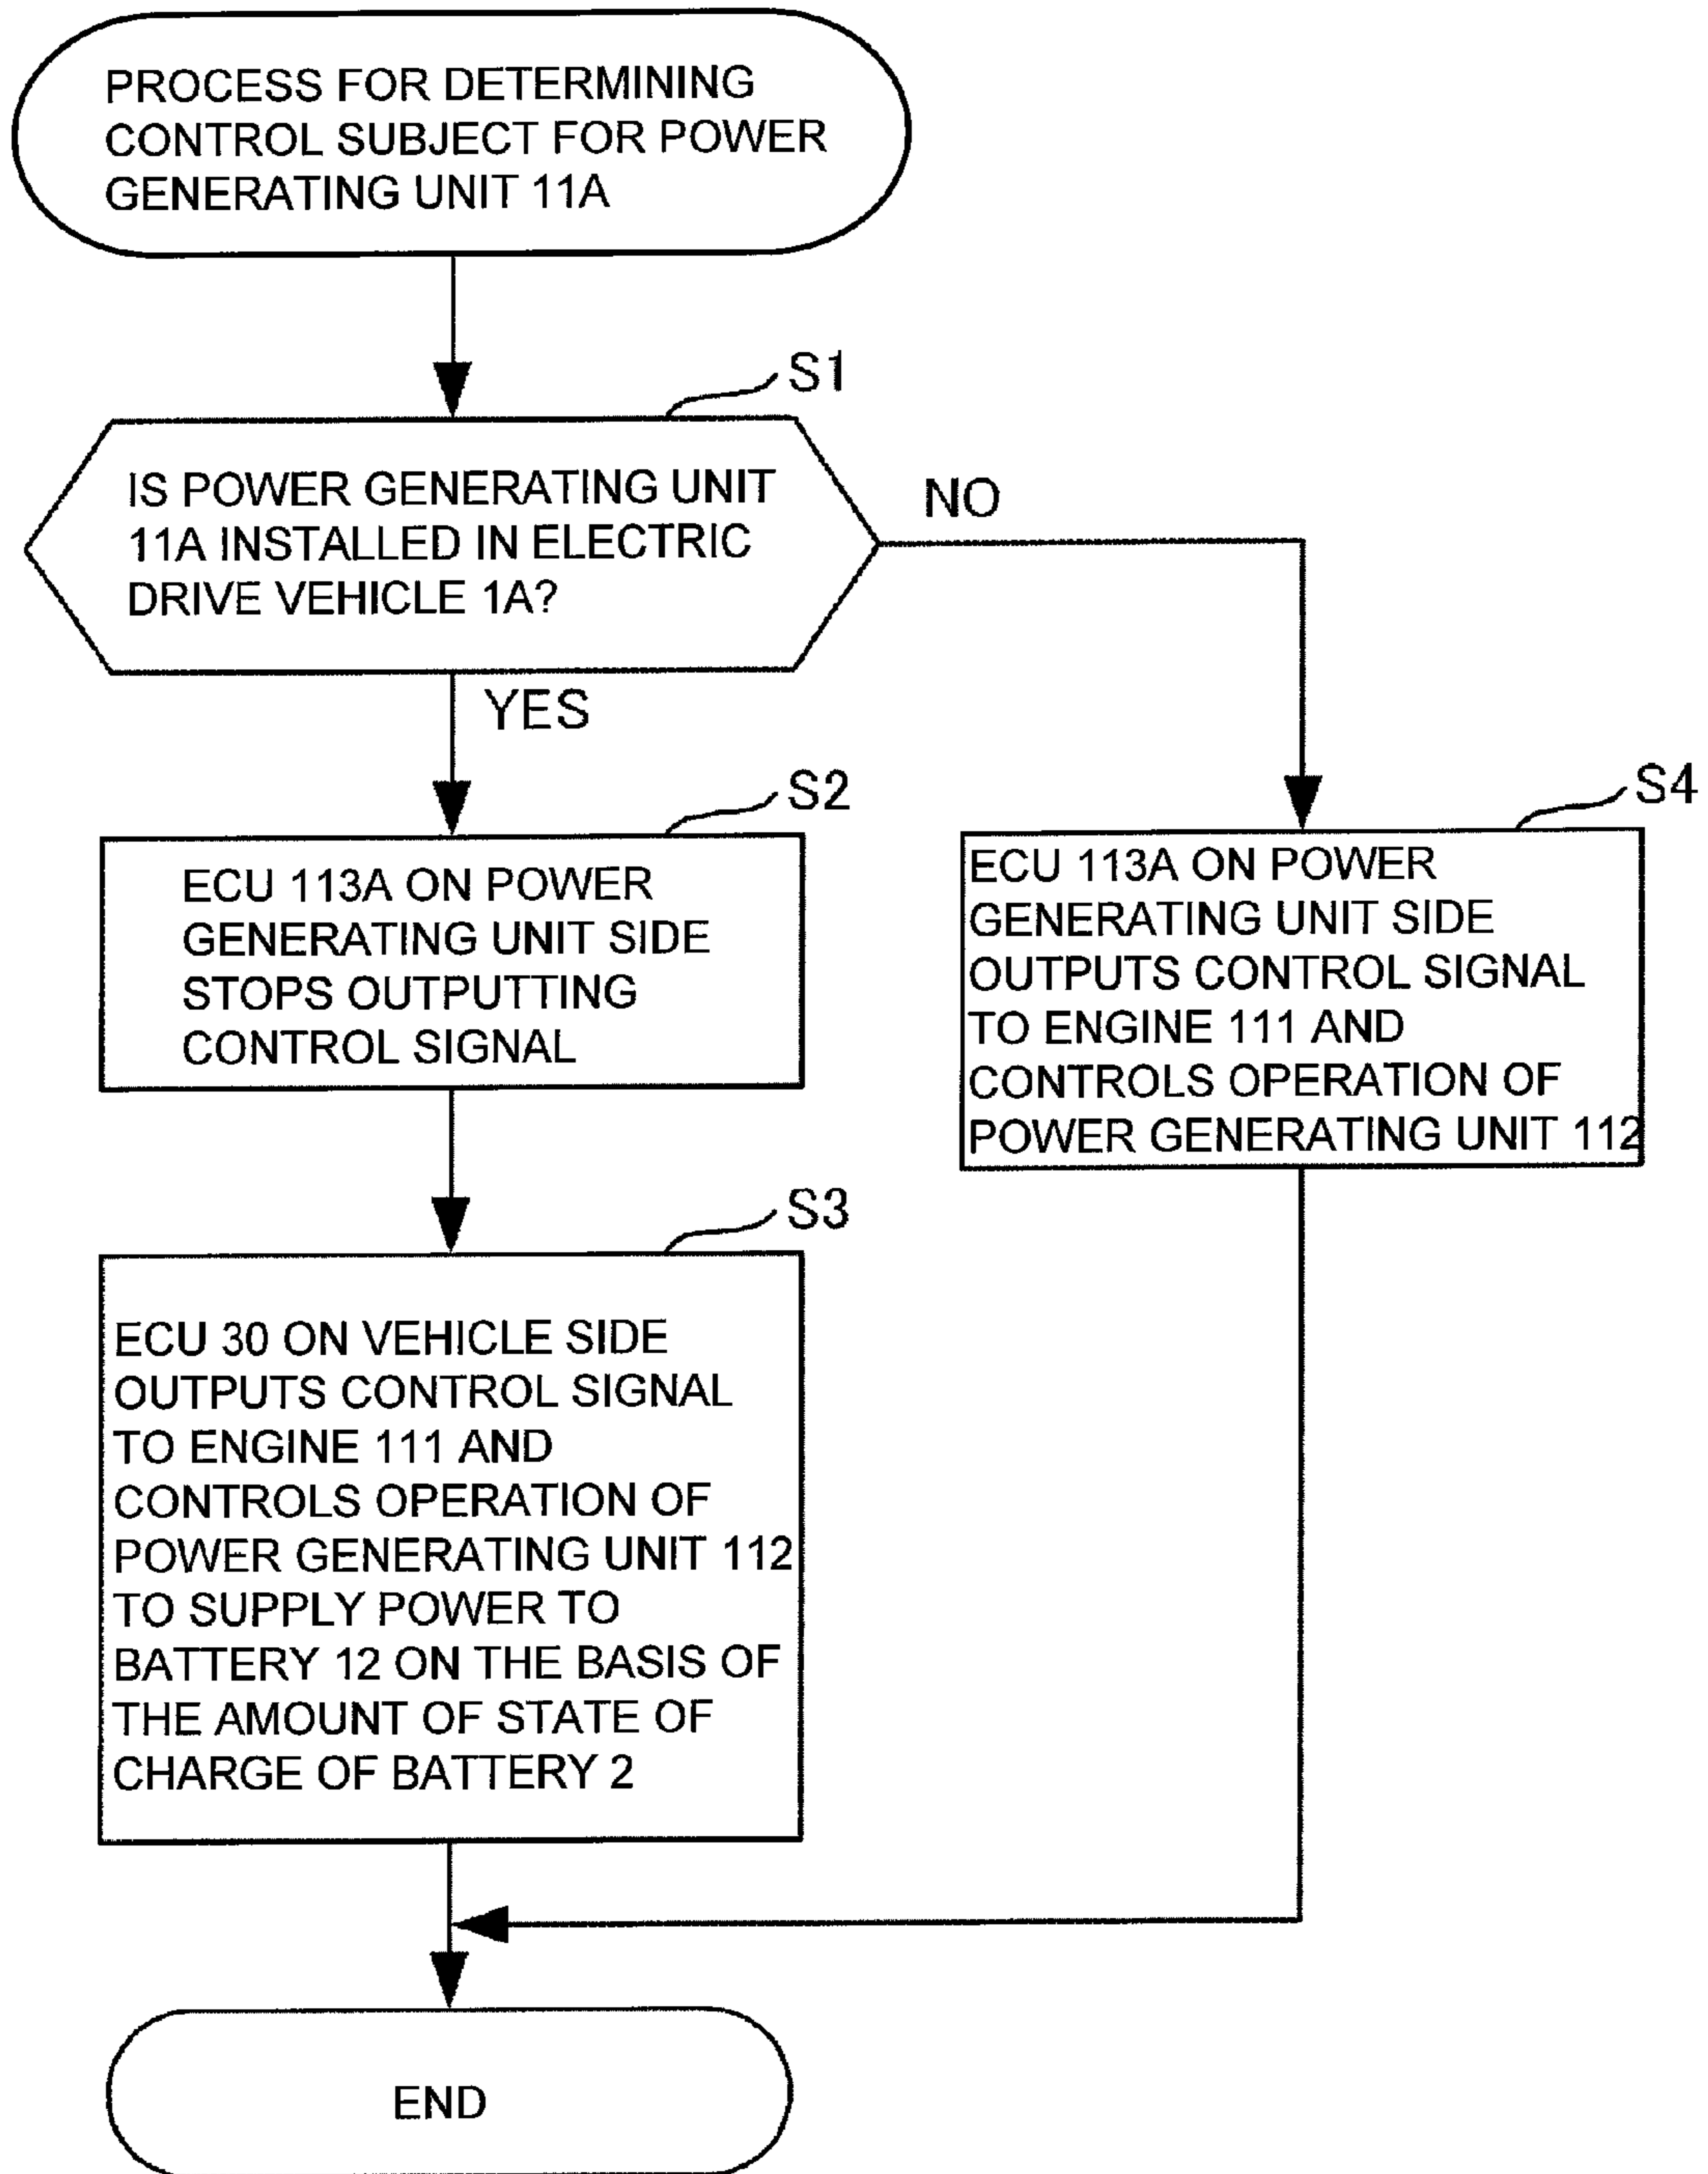 PROCESS FOR DETERMINING
CONTROL SUBJECT FOR POWER
GENERATING UNIT 11A
S1
IS POWER GENERATING UNIT
11A INSTALLED IN ELECTRIC
DRIVE VEHICLE 1A?
NO
YES
S2
ECU 113A ON POWER
GENERATING UNIT SIDE
STOPS OUTPUTTING
CONTROL SIGNAL
S4
ECU 113A ON POWER
GENERATING UNIT SIDE
OUTPUTS CONTROL SIGNAL
TO ENGINE 111 AND
CONTROLS OPERATION OF
POWER GENERATING UNIT 112
S3
ECU 30 ON VEHICLE SIDE
OUTPUTS CONTROL SIGNAL
TO ENGINE 111 AND
CONTROLS OPERATION OF
POWER GENERATING UNIT 112
TO SUPPLY POWER TO
BATTERY 12 ON THE BASIS OF
THE AMOUNT OF STATE OF
CHARGE OF BATTERY 2
END